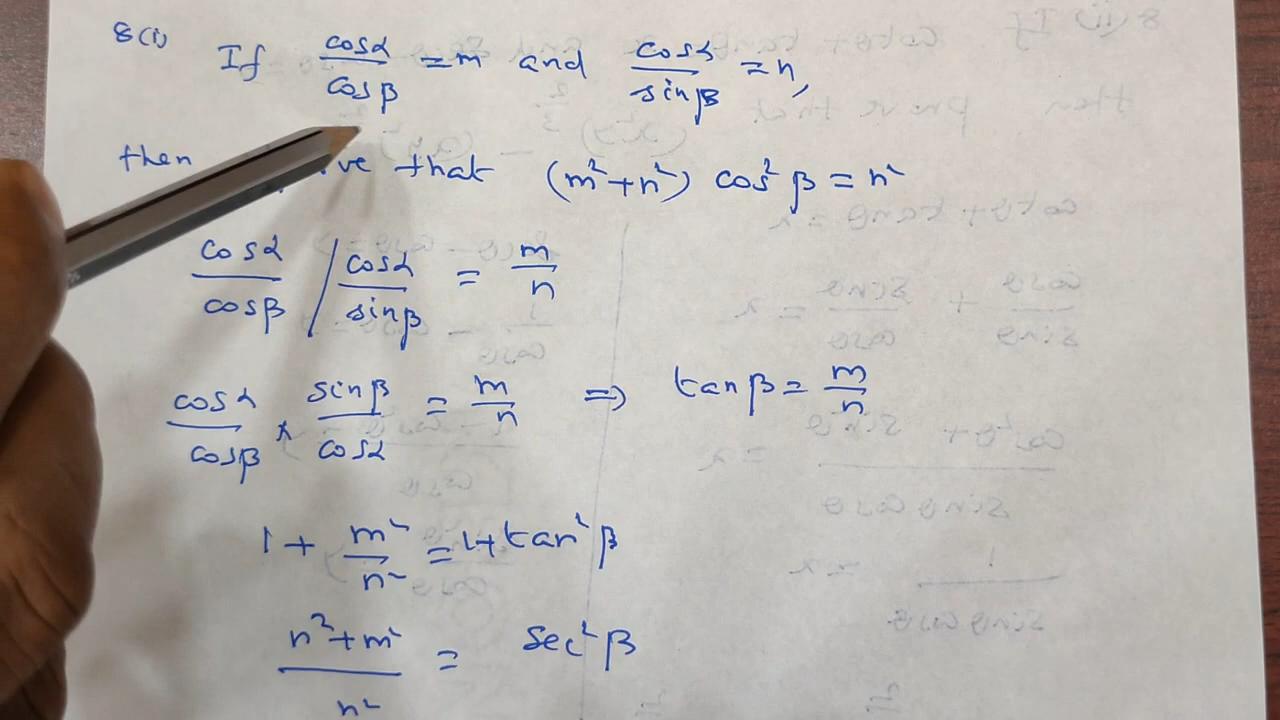 8(i) If cosα/cosβ = m and cosα/sinβ = n,
then that (m²+n²) cos²β = n²
cosα/cosβ / cosα/sinβ = m/n
cosα/cosβ × sinβ/cosα = m/n ⇒ tanβ = m/n
1 + m²/n² = 1+tan²β
n²+m²/n² = sec²β